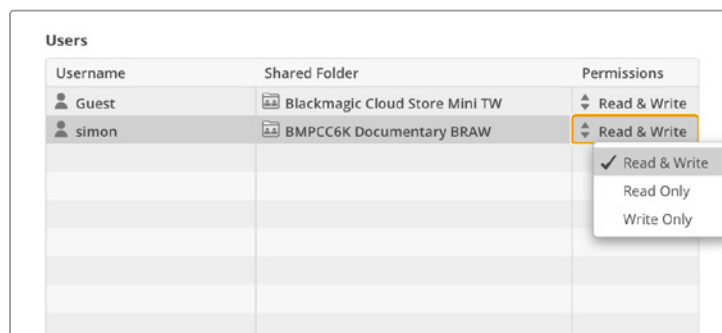 Users
Username Shared Folder Permissions
Guest Blackmagic Cloud Store Mini TW Read & Write
simon BMPCC6K Documentary BRAW Read & Write
Read & Write
Read Only
Write Only